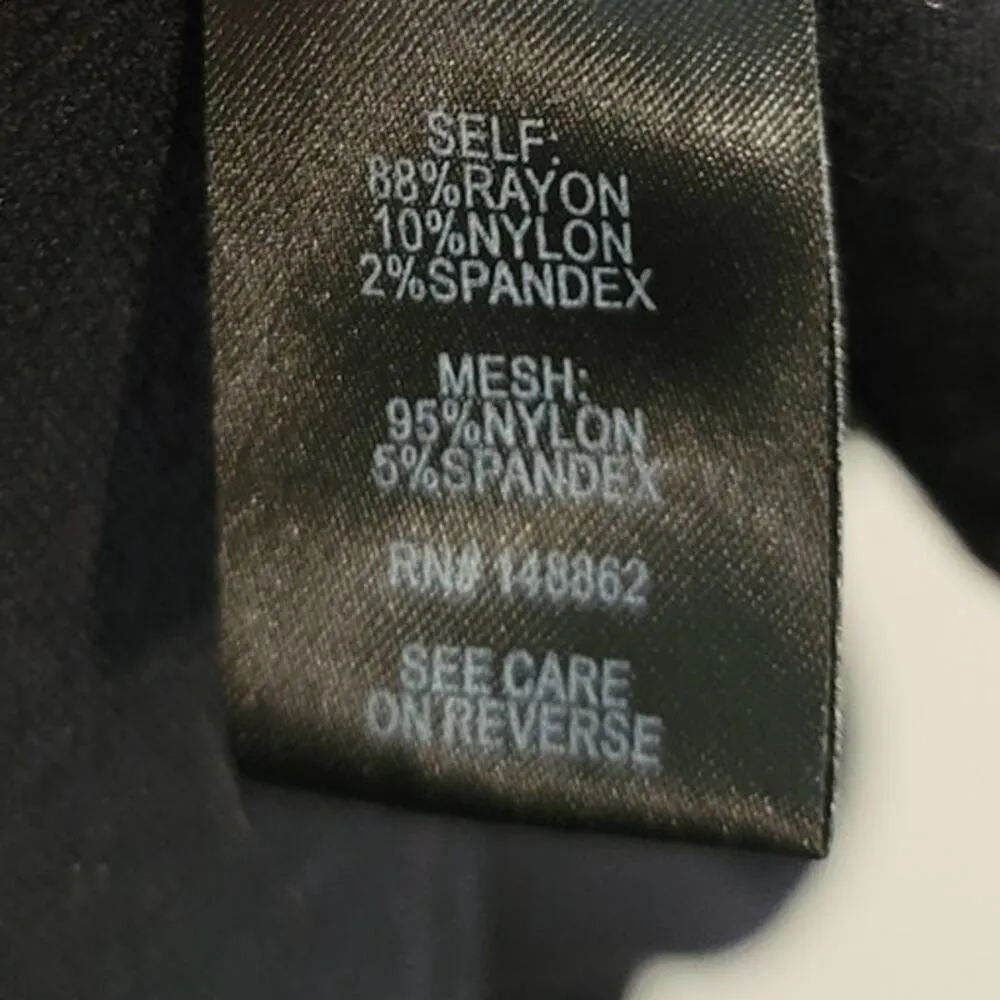 SELF:
88%RAYON
10%NYLON
2%SPANDEX
MESH:
95%NYLON
5%SPANDEX
RN# 148862
SEE CARE
ON REVERSE